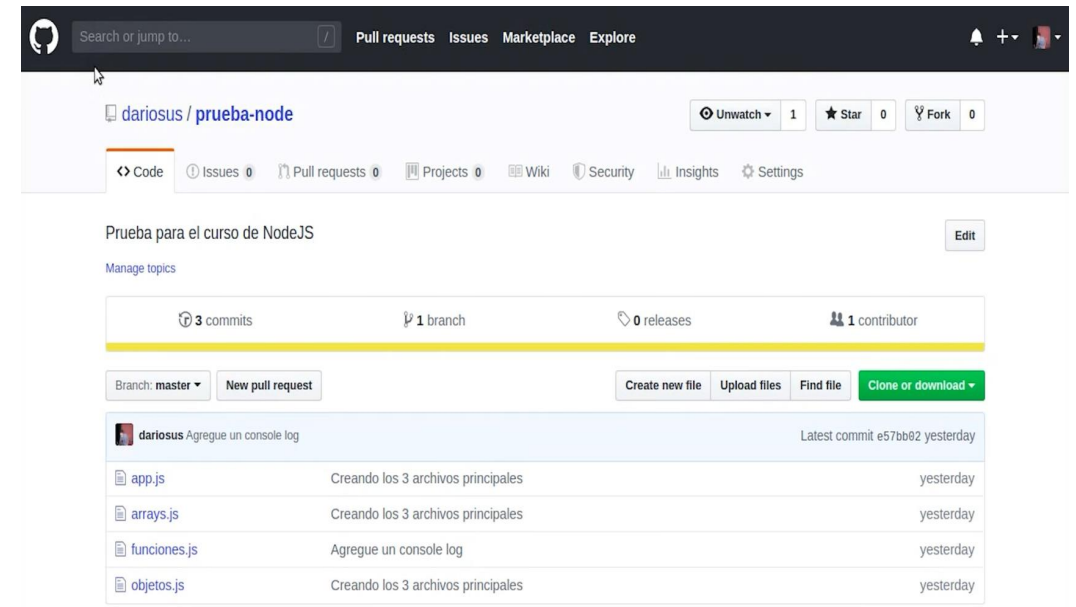 Search or jump to... / Pull requests Issues Marketplace Explore
dariosus / prueba-node Unwatch 1 Star 0 Fork 0
Code Issues 0 Pull requests 0 Projects 0 Wiki Security Insights Settings
Prueba para el curso de NodeJS Edit
Manage topics
3 commits 1 branch 0 releases 1 contributor
Branch: master New pull request Create new file Upload files Find file Clone or download
dariosus Agregue un console log Latest commit e57bb02 yesterday
app.js Creando los 3 archivos principales yesterday
arrays.js Creando los 3 archivos principales yesterday
funciones.js Agregue un console log yesterday
objetos.js Creando los 3 archivos principales yesterday